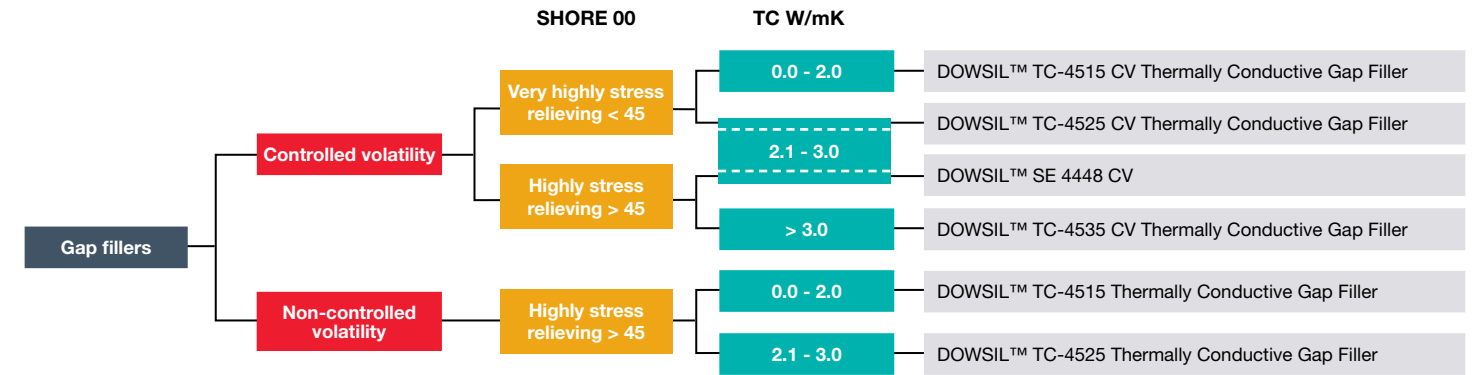 SHORE 00
TC W/mK
Gap fillers
Controlled volatility
Very highly stress
relieving < 45
0.0 - 2.0
DOWSIL™ TC-4515 CV Thermally Conductive Gap Filler
2.1 - 3.0
DOWSIL™ TC-4525 CV Thermally Conductive Gap Filler
Highly stress
relieving > 45
DOWSIL™ SE 4448 CV
> 3.0
DOWSIL™ TC-4535 CV Thermally Conductive Gap Filler
Non-controlled
volatility
Highly stress
relieving > 45
0.0 - 2.0
DOWSIL™ TC-4515 Thermally Conductive Gap Filler
2.1 - 3.0
DOWSIL™ TC-4525 Thermally Conductive Gap Filler